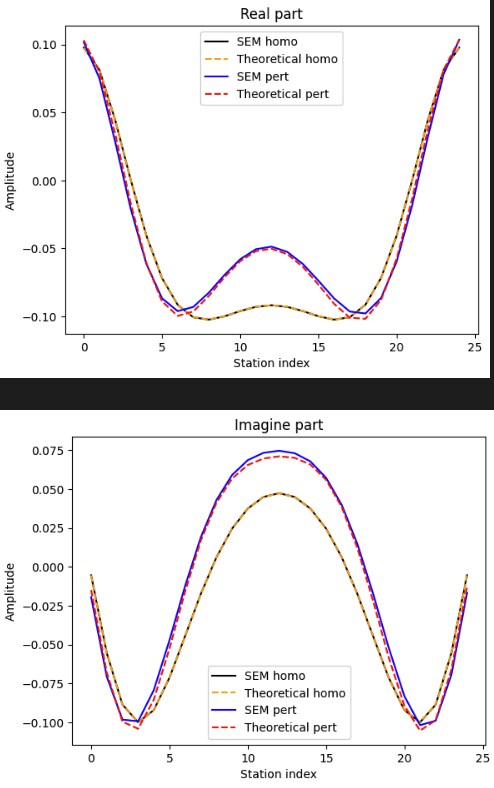 Real part
0.10
0.05
0.00
−0.05
−0.10
Amplitude
SEM homo
Theoretical homo
SEM pert
Theoretical pert
0 5 10 15 20 25
Station index
Imagine part
0.075
0.050
0.025
0.000
−0.025
−0.050
−0.075
−0.100
Amplitude
SEM homo
Theoretical homo
SEM pert
Theoretical pert
0 5 10 15 20 25
Station index